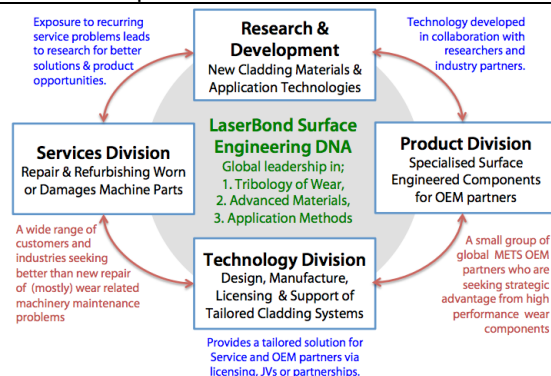 Exposure to recurring
service problems leads
to research for better
solutions & product
opportunities.
Research &
Development
New Cladding Materials &
Application Technologies
Technology developed
in collaboration with
researchers and
industry partners.
Services Division
Repair & Refurbishing Worn
or Damages Machine Parts
LaserBond Surface
Engineering DNA
Global leadership in;
1. Tribology of Wear,
2. Advanced Materials,
3. Application Methods
Product Division
Specialised Surface
Engineered Components
for OEM partners
A wide range of
customers and
industries seeking
better than new repair
of (mostly) wear related
machinery maintenance
problems
Technology Division
Design, Manufacture,
Licensing & Support of
Tailored Cladding Systems
A small group of
global METS OEM
partners who are
seeking strategic
advantage from high
performance wear
components
Provides a tailored solution for
Service and OEM partners via
licensing, JVs or partnerships.